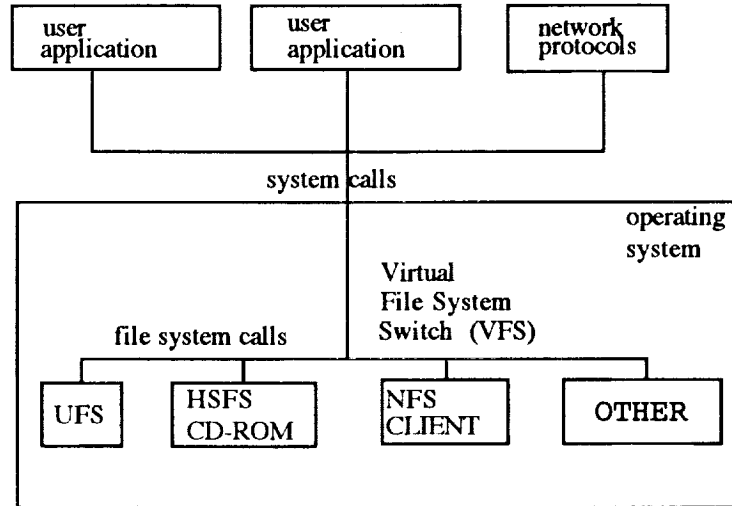 user
application
user
application
network
protocols
system calls
operating
system
Virtual
File System
Switch (VFS)
file system calls
UFS
HSFS
CD-ROM
NFS
CLIENT
OTHER